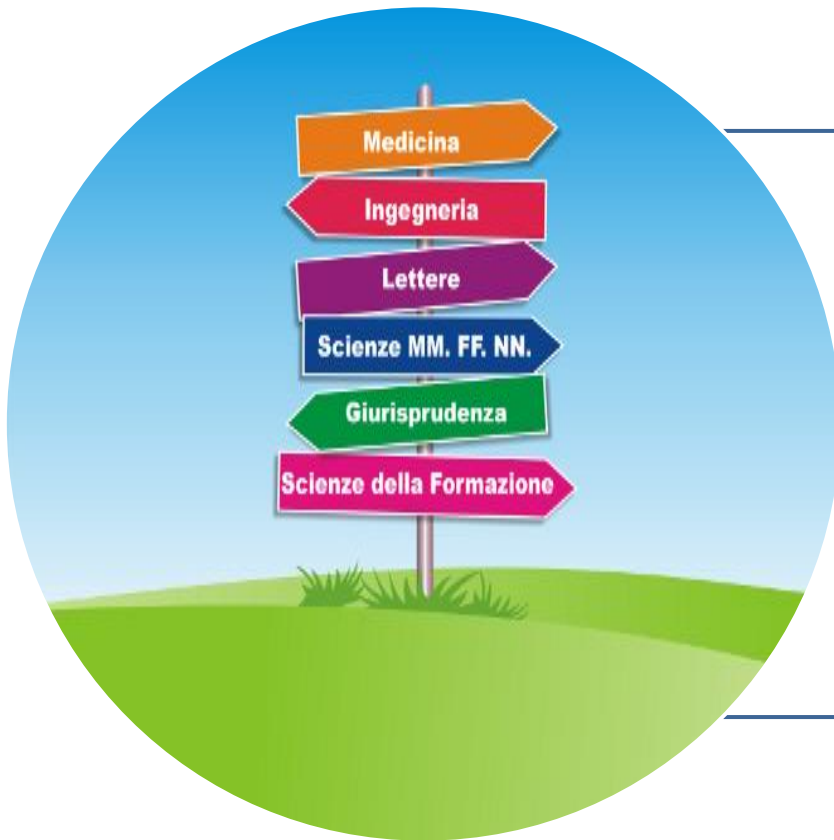 Medicina
Ingegneria
Lettere
Scienze MM. FF. NN.
Giurisprudenza
Scienze della Formazione